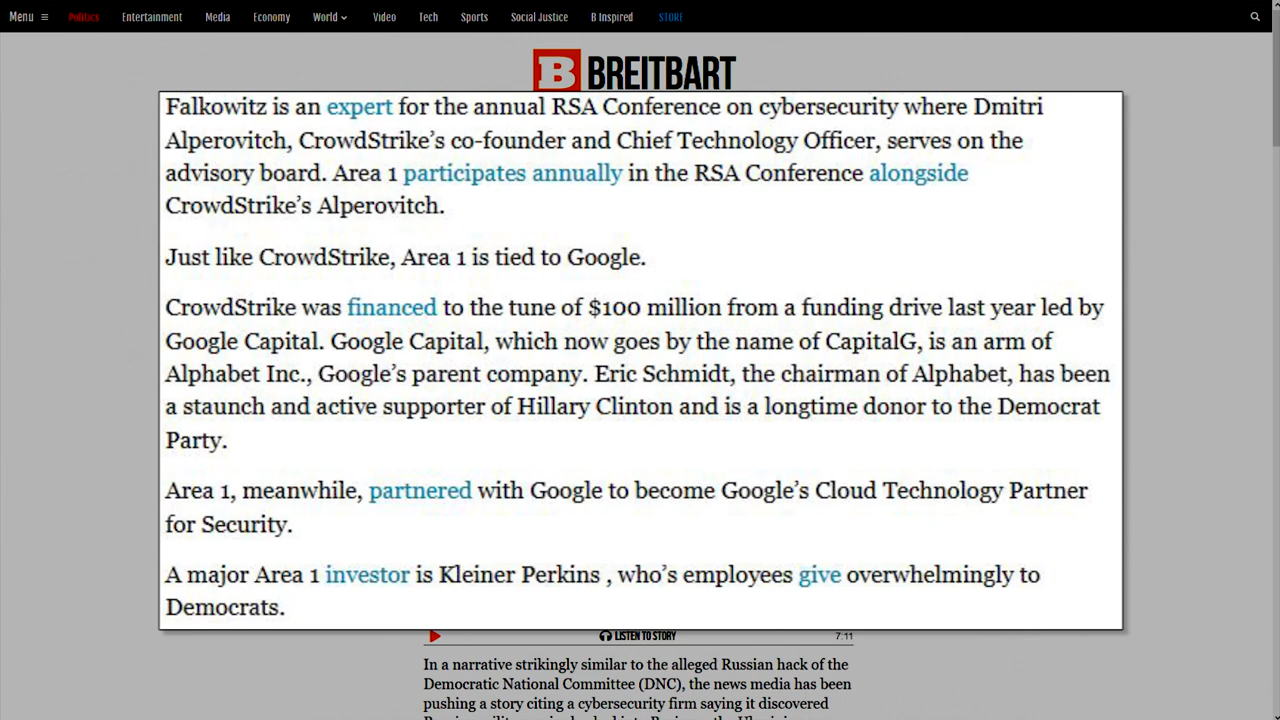 Menu Politics Entertainment Media Economy World Video Tech Sports Social Justice B Inspired STORE
B BREITBART
Falkowitz is an expert for the annual RSA Conference on cybersecurity where Dmitri
Alperovitch, CrowdStrike’s co-founder and Chief Technology Officer, serves on the
advisory board. Area 1 participates annually in the RSA Conference alongside
CrowdStrike’s Alperovitch.
Just like CrowdStrike, Area 1 is tied to Google.
CrowdStrike was financed to the tune of $100 million from a funding drive last year led by
Google Capital. Google Capital, which now goes by the name of CapitalG, is an arm of
Alphabet Inc., Google’s parent company. Eric Schmidt, the chairman of Alphabet, has been
a staunch and active supporter of Hillary Clinton and is a longtime donor to the Democrat
Party.
Area 1, meanwhile, partnered with Google to become Google’s Cloud Technology Partner
for Security.
A major Area 1 investor is Kleiner Perkins , who’s employees give overwhelmingly to
Democrats.
LISTEN TO STORY 7:11
In a narrative strikingly similar to the alleged Russian hack of the
Democratic National Committee (DNC), the news media has been
pushing a story citing a cybersecurity firm saying it discovered